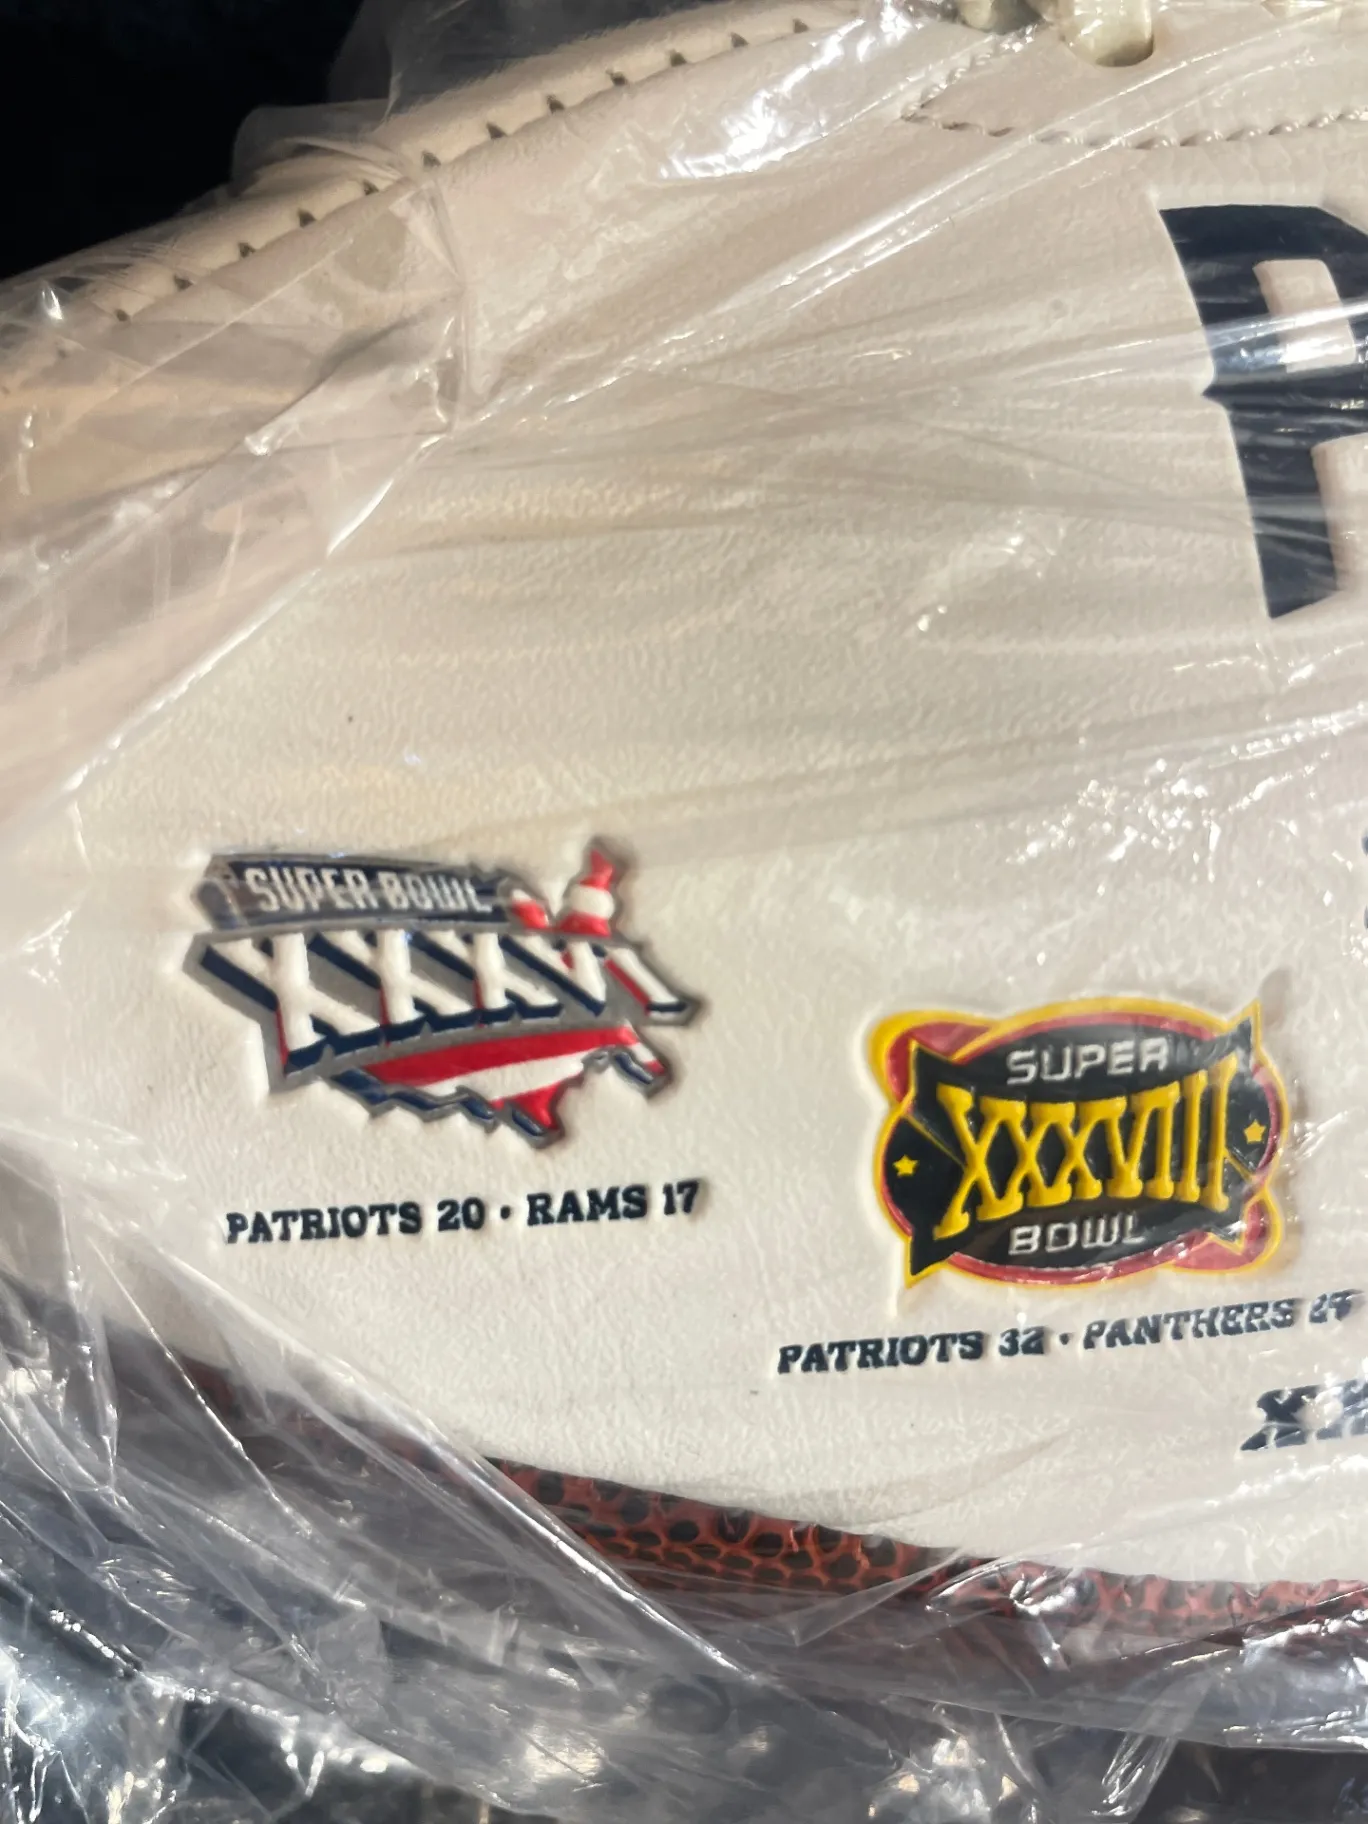 SUPER BOWL
XXXVI
PATRIOTS 20 • RAMS 17
SUPER
XXXVIII
BOWL
PATRIOTS 32 • PANTHERS